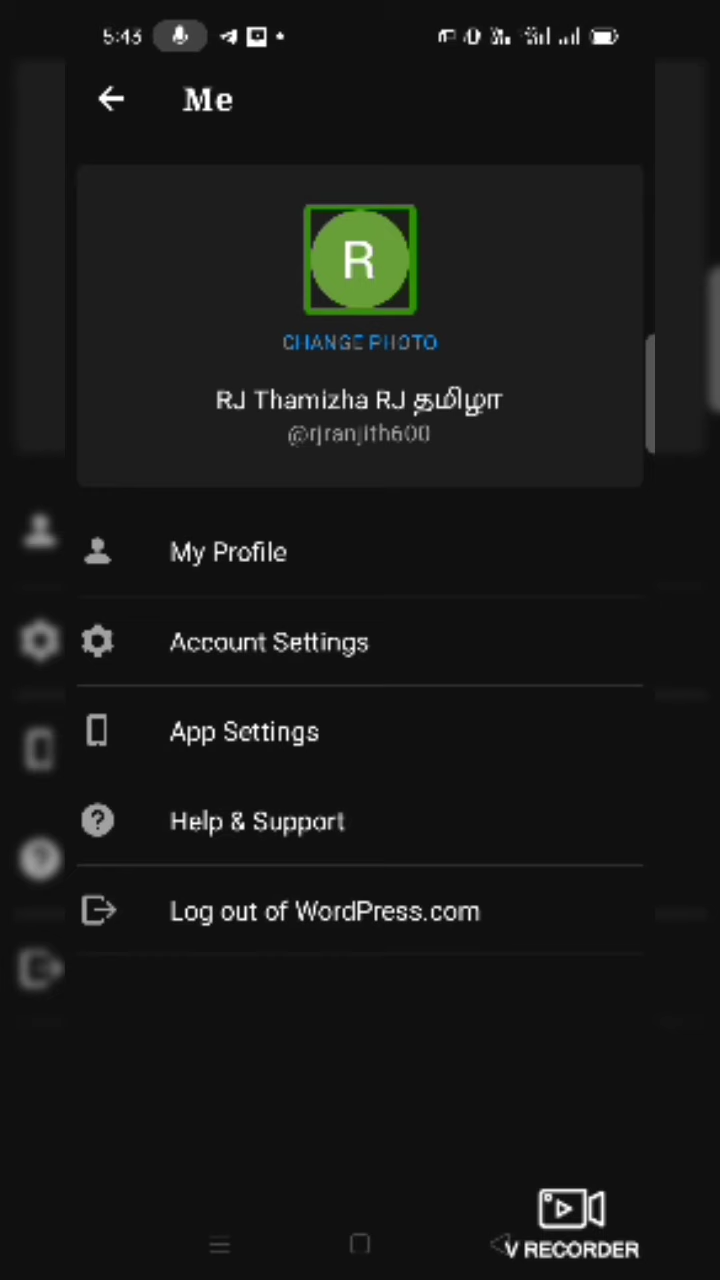 5:43
Me
R
CHANGE PHOTO
RJ Thamizha RJ தமிழா
@rjranjith600
My Profile
Account Settings
App Settings
Help & Support
Log out of WordPress.com
V RECORDER